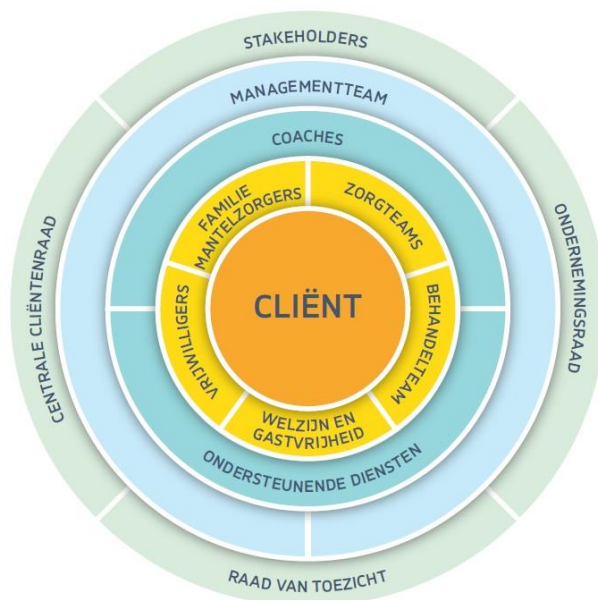 STAKEHOLDERS
MANAGEMENTTEAM
COACHES
FAMILIE
MANTELZORGERS
ZORGTEAMS
CENTRALE CLIËNTENRAAD
ONDERNEMINGSRAAD
VRIJWILLIGERS
CLIËNT
BEHANDELTEAM
WELZIJN EN
GASTVRIJHEID
ONDERSTEUNENDE DIENSTEN
RAAD VAN TOEZICHT